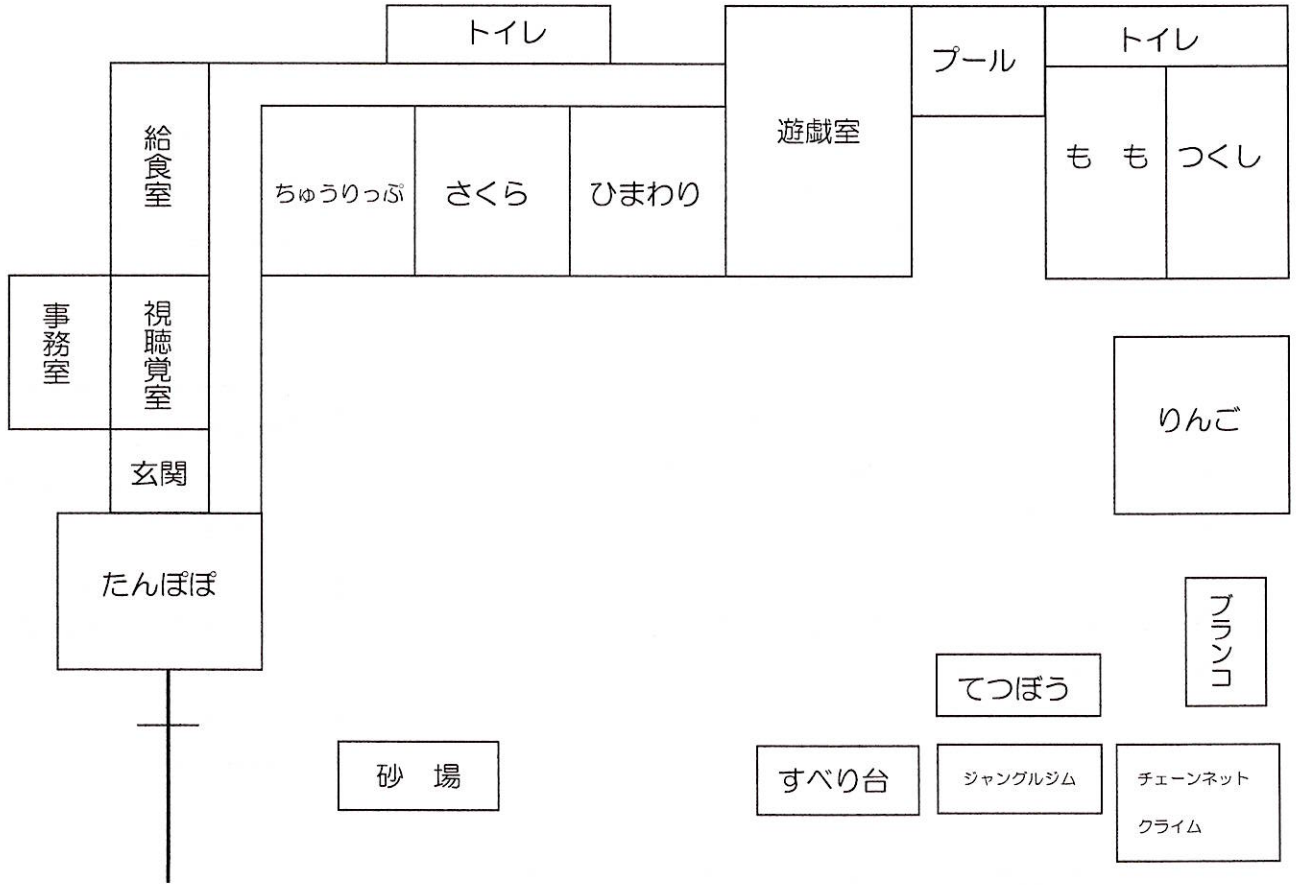 トイレ
プール
トイレ
給食室
遊戯室
も　も
つくし
ちゅうりっぷ
さくら
ひまわり
事務室
視聴覚室
りんご
玄関
たんぽぽ
ブランコ
てつぼう
砂　場
すべり台
ジャングルジム
チェーンネット
クライム